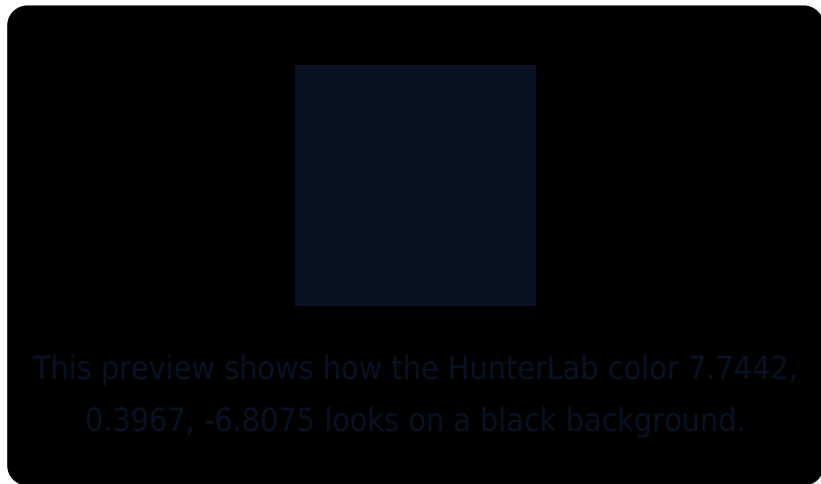 This preview shows how the HunterLab color 7.7442,
0.3967, -6.8075 looks on a black background.